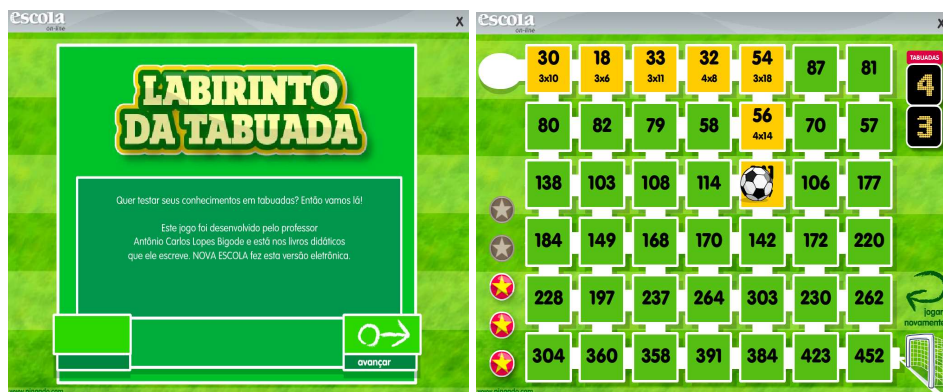 escola
on-line
X
LABIRINTO
DA TABUADA
Quer testar seus conhecimentos em tabuadas? Então vamos lá!
Este jogo foi desenvolvido pelo professor
Antônio Carlos Lopes Bigode e está nos livros didáticos
que ele escreve. NOVA ESCOLA fez esta versão eletrônica.
avançar
escola
on-line
X
30 18 33 32 54 87 81
3x10 3x6 3x11 4x8 3x18
TABUADAS
4
3
80 82 79 58 56 70 57
4x14
138 103 108 114 106 177
184 149 168 170 142 172 220
228 197 237 264 303 230 262
jogar
novamente
304 360 358 391 384 423 452